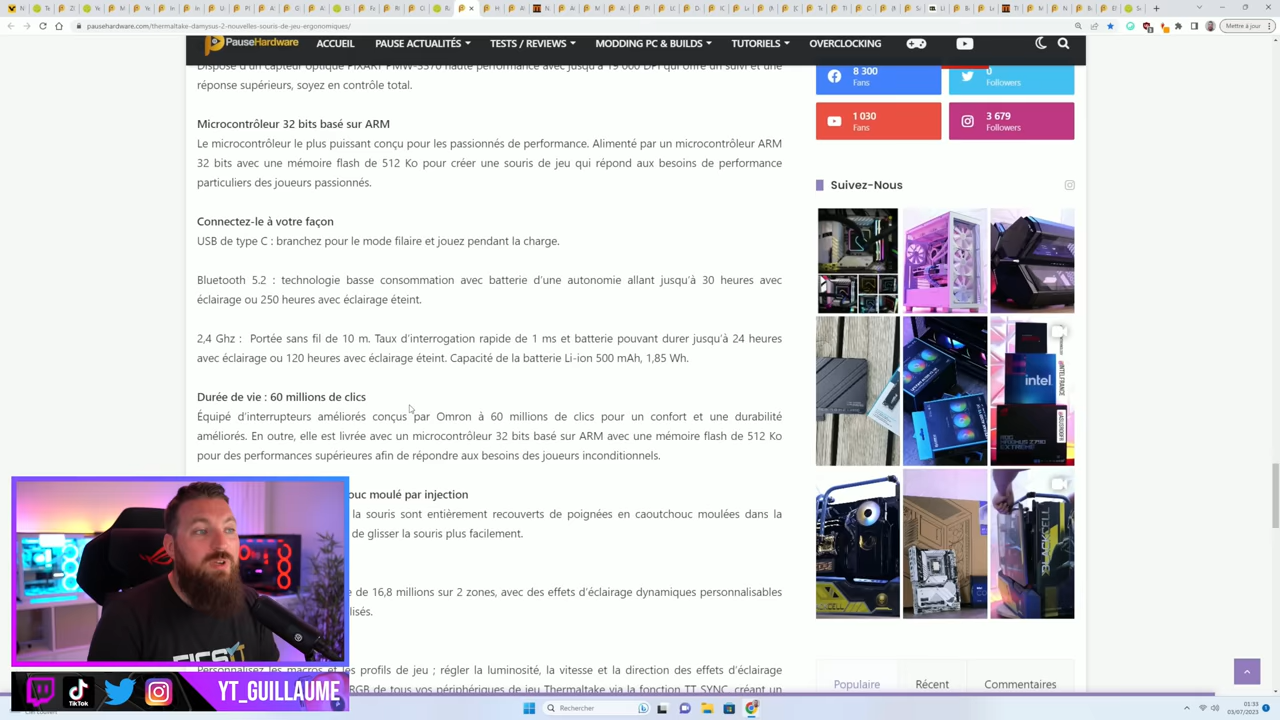 pausehardware.com/thermaltake-damysus-2-nouvelles-souris-de-jeu-ergonomiques/
Mettre à jour
PAUSEHARDWARE
ACCUEIL
PAUSE ACTUALITÉS
TESTS / REVIEWS
MODDING PC & BUILDS
TUTORIELS
OVERCLOCKING
Dispose d'un capteur optique PIXART PMW-3370 haute performance avec jusqu'à 19 000 DPI qui offre un suivi et une
réponse supérieurs, soyez en contrôle total.
Microcontrôleur 32 bits basé sur ARM
Le microcontrôleur le plus puissant conçu pour les passionnés de performance. Alimenté par un microcontrôleur ARM
32 bits avec une mémoire flash de 512 Ko pour créer une souris de jeu qui répond aux besoins de performance
particuliers des joueurs passionnés.
Connectez-le à votre façon
USB de type C : branchez pour le mode filaire et jouez pendant la charge.
Bluetooth 5.2 : technologie basse consommation avec batterie d'une autonomie allant jusqu'à 30 heures avec
éclairage ou 250 heures avec éclairage éteint.
2,4 Ghz : Portée sans fil de 10 m. Taux d'interrogation rapide de 1 ms et batterie pouvant durer jusqu'à 24 heures
avec éclairage ou 120 heures avec éclairage éteint. Capacité de la batterie Li-ion 500 mAh, 1,85 Wh.
Durée de vie : 60 millions de clics
Équipé d'interrupteurs améliorés conçus par Omron à 60 millions de clics pour un confort et une durabilité
améliorés. En outre, elle est livrée avec un microcontrôleur 32 bits basé sur ARM avec une mémoire flash de 512 Ko
pour des performances supérieures afin de répondre aux besoins des joueurs inconditionnels.
ouc moulé par injection
la souris sont entièrement recouverts de poignées en caoutchouc moulées dans la
de glisser la souris plus facilement.
e de 16,8 millions sur 2 zones, avec des effets d'éclairage dynamiques personnalisables
lisés.
Personnalisez les macros et les profils de jeu ; régler la luminosité, la vitesse et la direction des effets d'éclairage
RGB de tous vos périphériques de jeu Thermaltake via la fonction TT SYNC, créant un
8 300
Fans
0
Followers
1 030
Fans
3 679
Followers
Suivez-Nous
intel
Populaire
Récent
Commentaires
TikTok
YT_GUILLAUME
Rechercher
01:33
03/07/2023